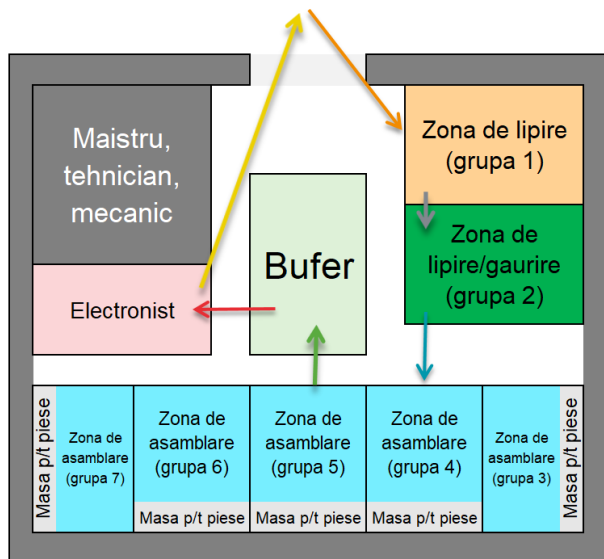 Maistru,
tehnician,
mecanic
Zona de lipire
(grupa 1)
Zona de
lipire/gaurire
(grupa 2)
Bufer
Electronist
Masa p/t piese
Zona de
asamblare
(grupa 7)
Zona de
asamblare
(grupa 6)
Masa p/t piese
Zona de
asamblare
(grupa 5)
Masa p/t piese
Zona de
asamblare
(grupa 4)
Masa p/t piese
Zona de
asamblare
(grupa 3)
Masa p/t piese